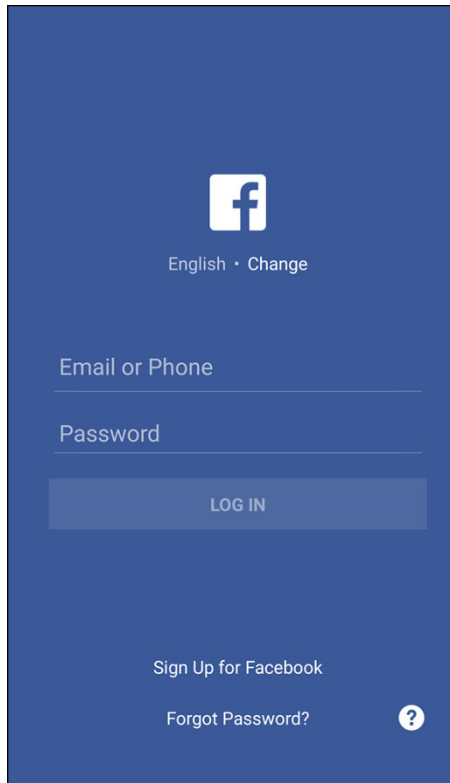 f
English • Change
Email or Phone
Password
LOG IN
Sign Up for Facebook
Forgot Password?
?